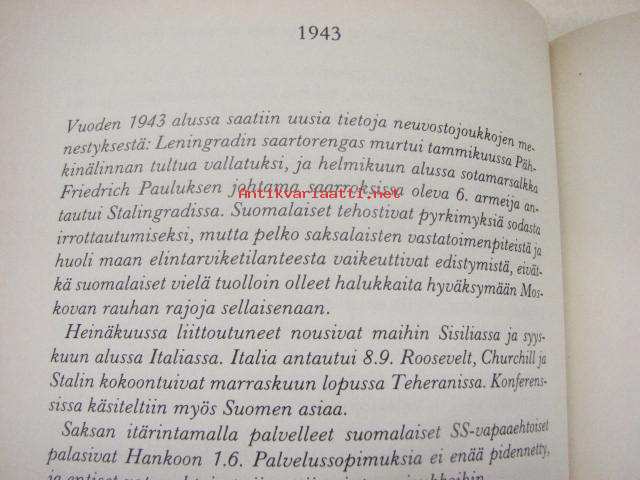 1943
Vuoden 1943 alussa saatiin uusia tietoja neuvostojoukkojen me-
nestyksestä: Leningradin saartorengas murtui tammikuussa Päh-
kinälinnan tultua vallatuksi, ja helmikuun alussa sotamarsalkka
Friedrich Pauluksen johtama saarroksissa oleva 6. armeija an-
Antikvariaatti.net
tautui Stalingradissa. Suomalaiset tehostivat pyrkimyksiä sodasta
irrottautumiseksi, mutta pelko saksalaisten vastatoimenpiteistä ja
huoli maan elintarviketilanteesta vaikeuttivat edistymistä, eivät-
kä suomalaiset vielä tuolloin olleet halukkaita hyväksymään Mos-
kovan rauhan rajoja sellaisenaan.
Heinäkuussa liittoutuneet nousivat maihin Sisiliassa ja syys-
kuun alussa Italiassa. Italia antautui 8.9. Roosevelt, Churchill ja
Stalin kokoontuivat marraskuun lopussa Teheranissa. Konferens-
sissa käsiteltiin myös Suomen asiaa.
Saksan itärintamalla palvelleet suomalaiset SS-vapaaehtoiset
palasivat Hankoon 1.6. Palvelussopimuksia ei enää pidennetty,